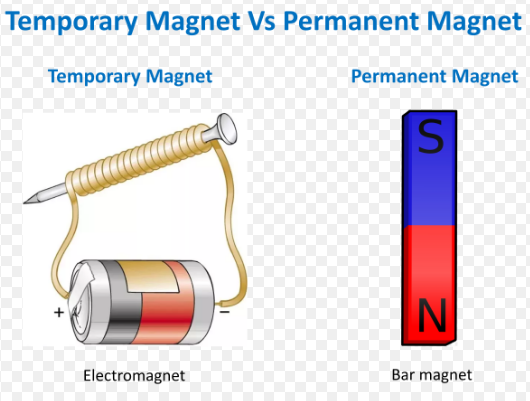 Temporary Magnet Vs Permanent Magnet
Temporary Magnet
Permanent Magnet
S
N
+
−
Electromagnet
Bar magnet